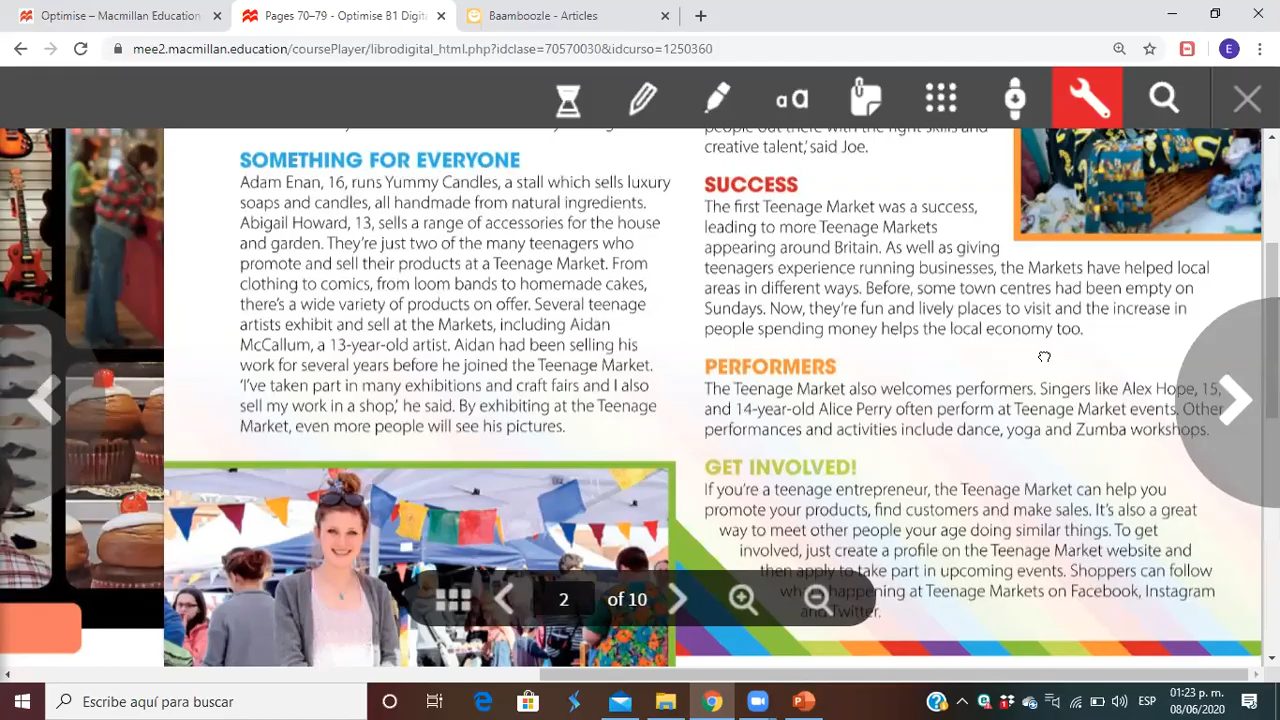 Optimise – Macmillan Education
Pages 70–79 - Optimise B1 Digit
Baamboozle - Articles
mee2.macmillan.education/coursePlayer/librodigital_html.php?idclase=70570030&idcurso=1250360
E
aa
SOMETHING FOR EVERYONE
Adam Enan, 16, runs Yummy Candles, a stall which sells luxury
soaps and candles, all handmade from natural ingredients.
Abigail Howard, 13, sells a range of accessories for the house
and garden. They're just two of the many teenagers who
promote and sell their products at a Teenage Market. From
clothing to comics, from loom bands to homemade cakes,
there's a wide variety of products on offer. Several teenage
artists exhibit and sell at the Markets, including Aidan
McCallum, a 13-year-old artist. Aidan had been selling his
work for several years before he joined the Teenage Market.
'I've taken part in many exhibitions and craft fairs and I also
sell my work in a shop,' he said. By exhibiting at the Teenage
Market, even more people will see his pictures.
people out there with the right skills and
creative talent,' said Joe.
SUCCESS
The first Teenage Market was a success,
leading to more Teenage Markets
appearing around Britain. As well as giving
teenagers experience running businesses, the Markets have helped local
areas in different ways. Before, some town centres had been empty on
Sundays. Now, they're fun and lively places to visit and the increase in
people spending money helps the local economy too.
PERFORMERS
The Teenage Market also welcomes performers. Singers like Alex Hope, 15,
and 14-year-old Alice Perry often perform at Teenage Market events. Other
performances and activities include dance, yoga and Zumba workshops.
GET INVOLVED!
If you're a teenage entrepreneur, the Teenage Market can help you
promote your products, find customers and make sales. It's also a great
way to meet other people your age doing similar things. To get
involved, just create a profile on the Teenage Market website and
then apply to take part in upcoming events. Shoppers can follow
what's happening at Teenage Markets on Facebook, Instagram
and Twitter.
2 of 10
Escribe aquí para buscar
ESP
01:23 p. m.
08/06/2020